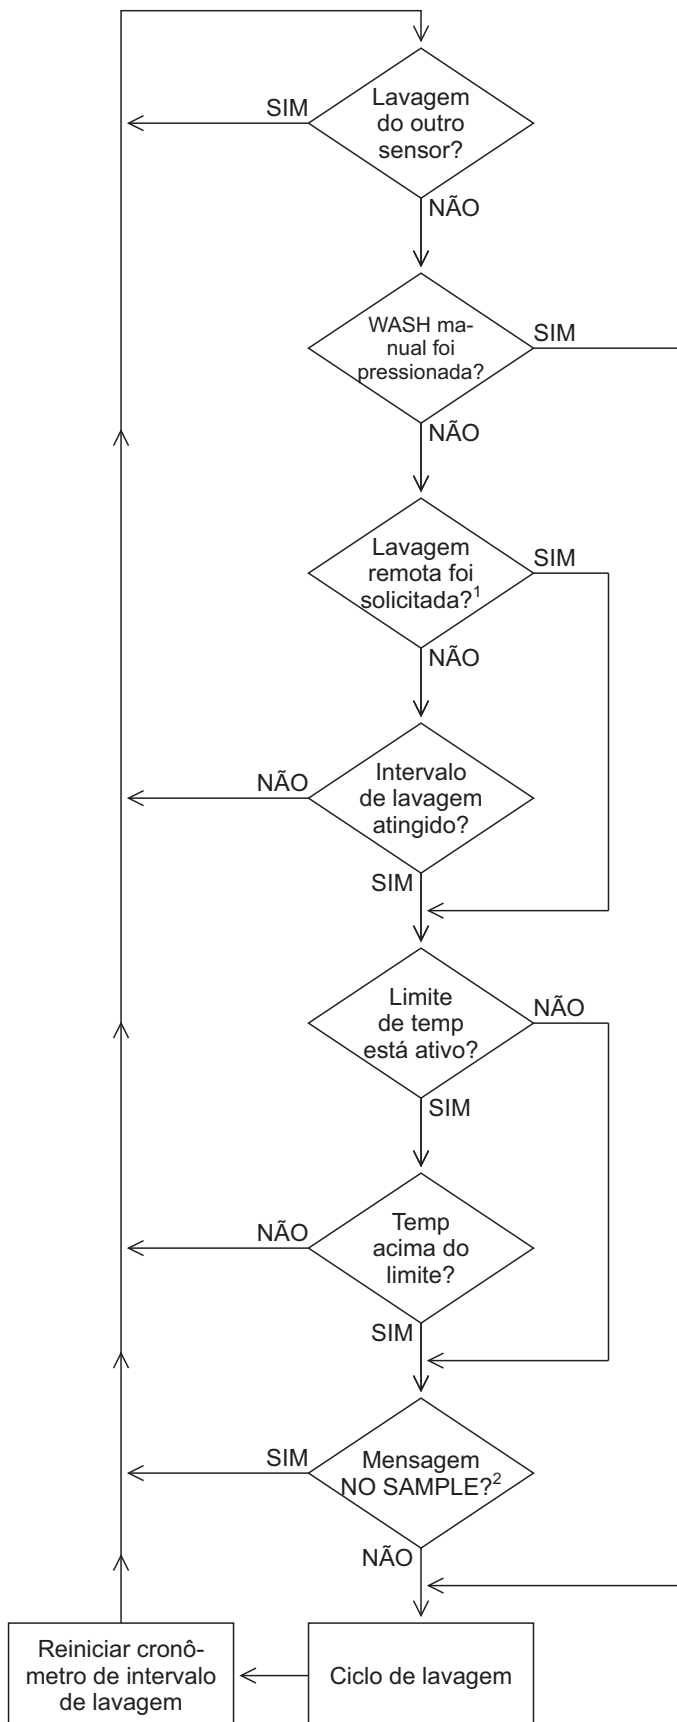 Lavagem
do outro
sensor?
SIM
NÃO
WASH ma-
nual foi
pressionada?
SIM
NÃO
Lavagem
remota foi
solicitada?¹
SIM
NÃO
Intervalo
de lavagem
atingido?
NÃO
SIM
Limite
de temp
está ativo?
NÃO
SIM
Temp
acima do
limite?
NÃO
SIM
Mensagem
NO SAMPLE?²
SIM
NÃO
Reiniciar cronô-
metro de intervalo
de lavagem
Ciclo de lavagem